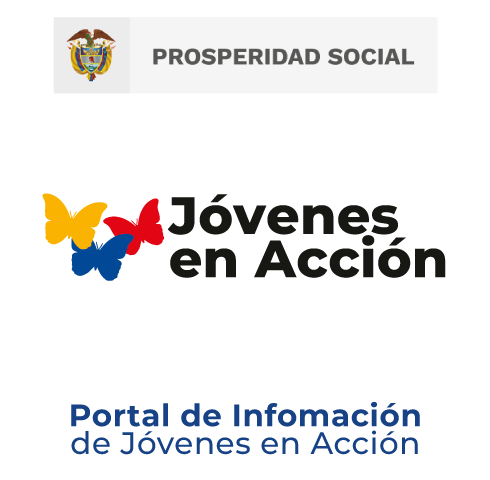 PROSPERIDAD SOCIAL
Jóvenes
en Acción
Portal de Infomación
de Jóvenes en Acción